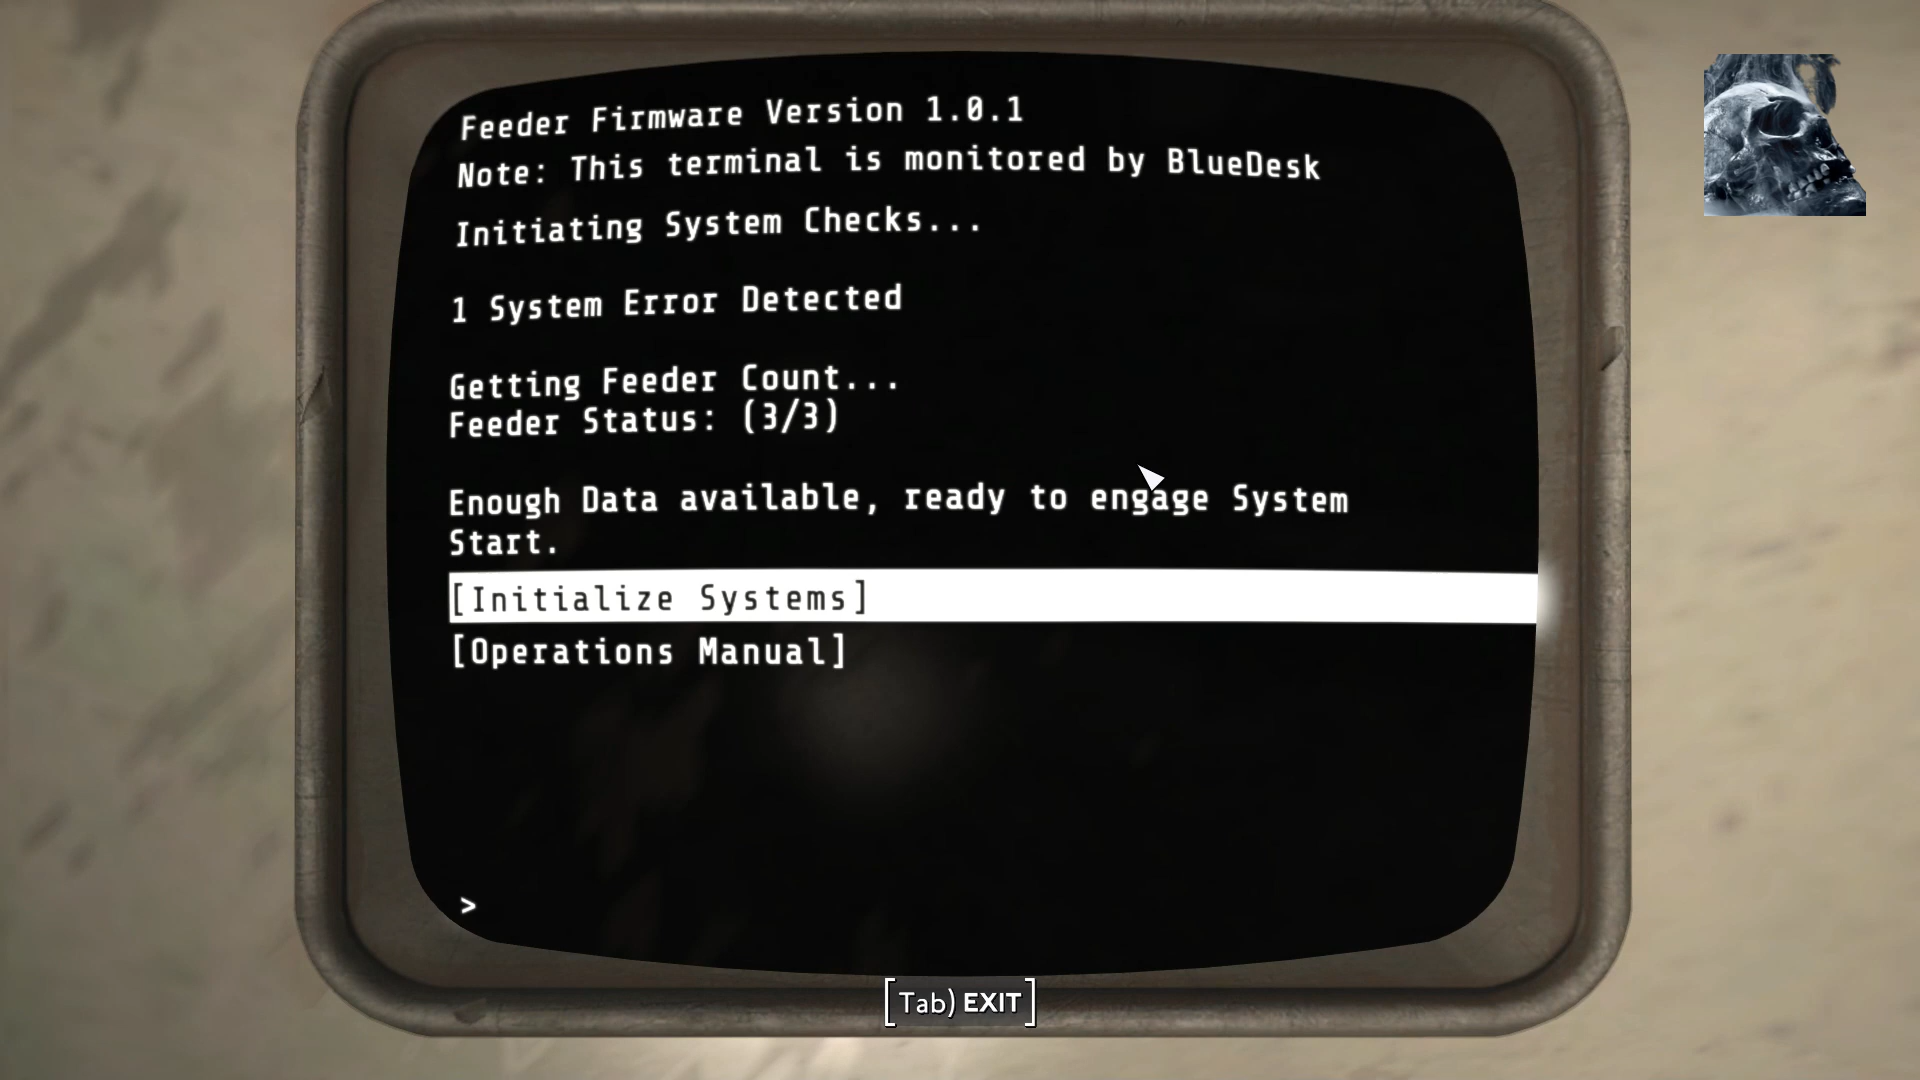 Feeder Firmware Version 1.0.1
Note: This terminal is monitored by BlueDesk
Initiating System Checks...
1 System Error Detected
Getting Feeder Count...
Feeder Status: (3/3)
Enough Data available, ready to engage System
Start.
[Initialize Systems]
[Operations Manual]
>
[Tab) EXIT]